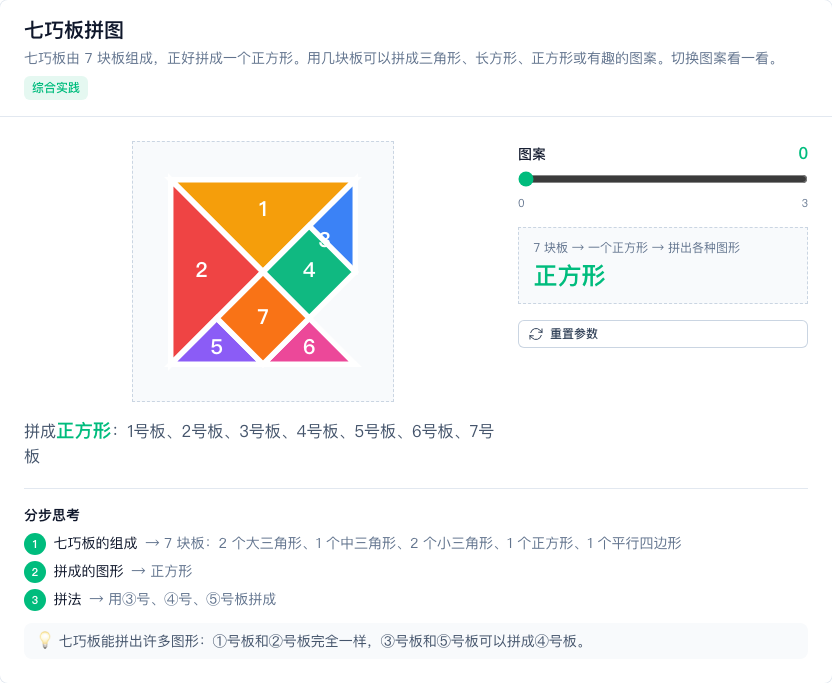 七巧板拼图
七巧板由 7 块板组成，正好拼成一个正方形。用几块板可以拼成三角形、长方形、正方形或有趣的图案。切换图案看一看。
综合实践
1
2
3
4
7
5
6
图案
0
0
3
7 块板 → 一个正方形 → 拼出各种图形
正方形
重置参数
拼成正方形：1号板、2号板、3号板、4号板、5号板、6号板、7号
板
分步思考
1 七巧板的组成 → 7 块板：2 个大三角形、1 个中三角形、2 个小三角形、1 个正方形、1 个平行四边形
2 拼成的图形 → 正方形
3 拼法 → 用③号、④号、⑤号板拼成
七巧板能拼出许多图形：①号板和②号板完全一样，③号板和⑤号板可以拼成④号板。